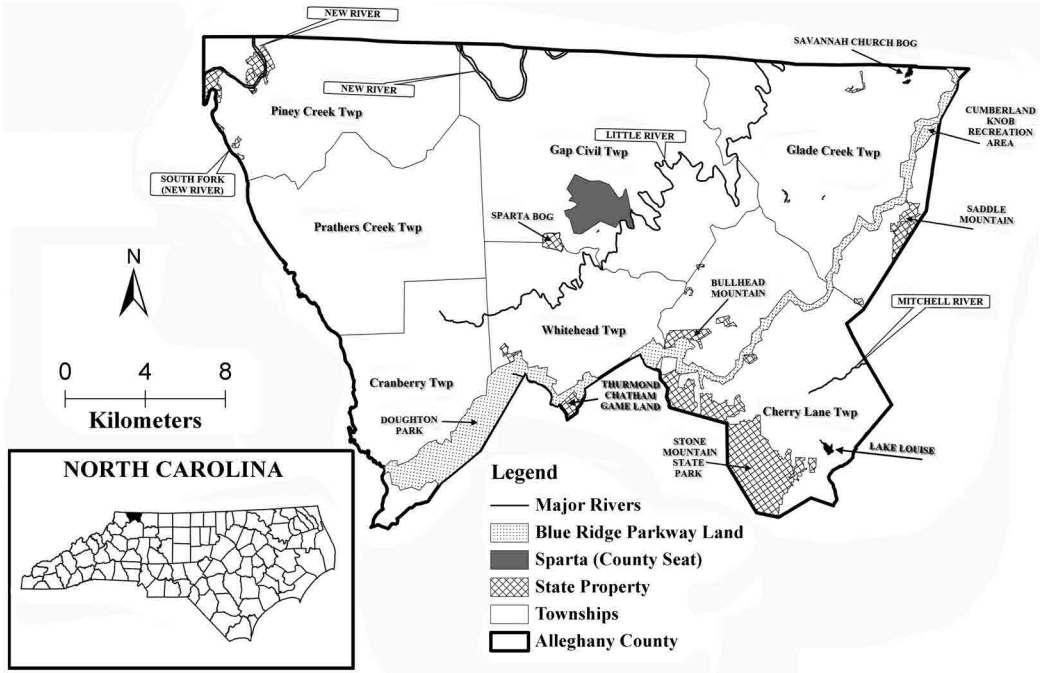 NEW RIVER
SAVANNAH CHURCH BOG
NEW RIVER
Piney Creek Twp
CUMBERLAND
KNOB
RECREATION
AREA
LITTLE RIVER
Gap Civil Twp
Glade Creek Twp
SOUTH FORK
(NEW RIVER)
SADDLE
MOUNTAIN
SPARTA BOG
Prathers Creek Twp
N
BULLHEAD
MOUNTAIN
MITCHELL RIVER
Whitehead Twp
0 4 8
Kilometers
Cranberry Twp
THURMOND
CHATHAM
GAME LAND
Cherry Lane Twp
DOUGHTON
PARK
STONE
MOUNTAIN
STATE
PARK
LAKE LOUISE
NORTH CAROLINA
Legend
Major Rivers
Blue Ridge Parkway Land
Sparta (County Seat)
State Property
Townships
Alleghany County